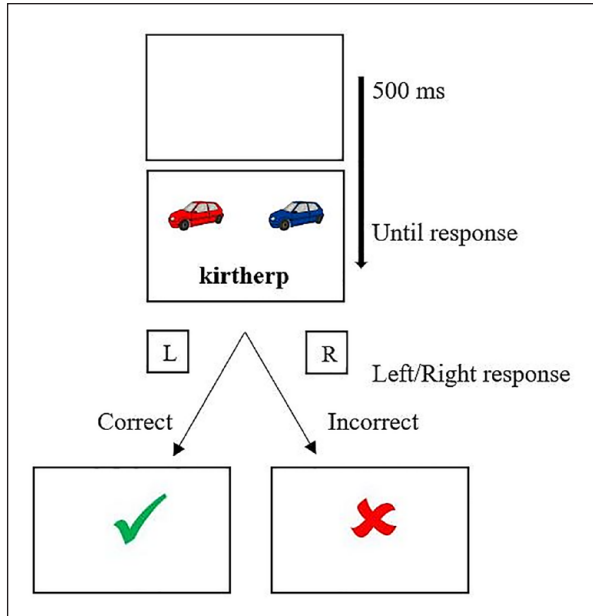 500 ms
Until response
kirtherp
L
R
Left/Right response
Correct
Incorrect